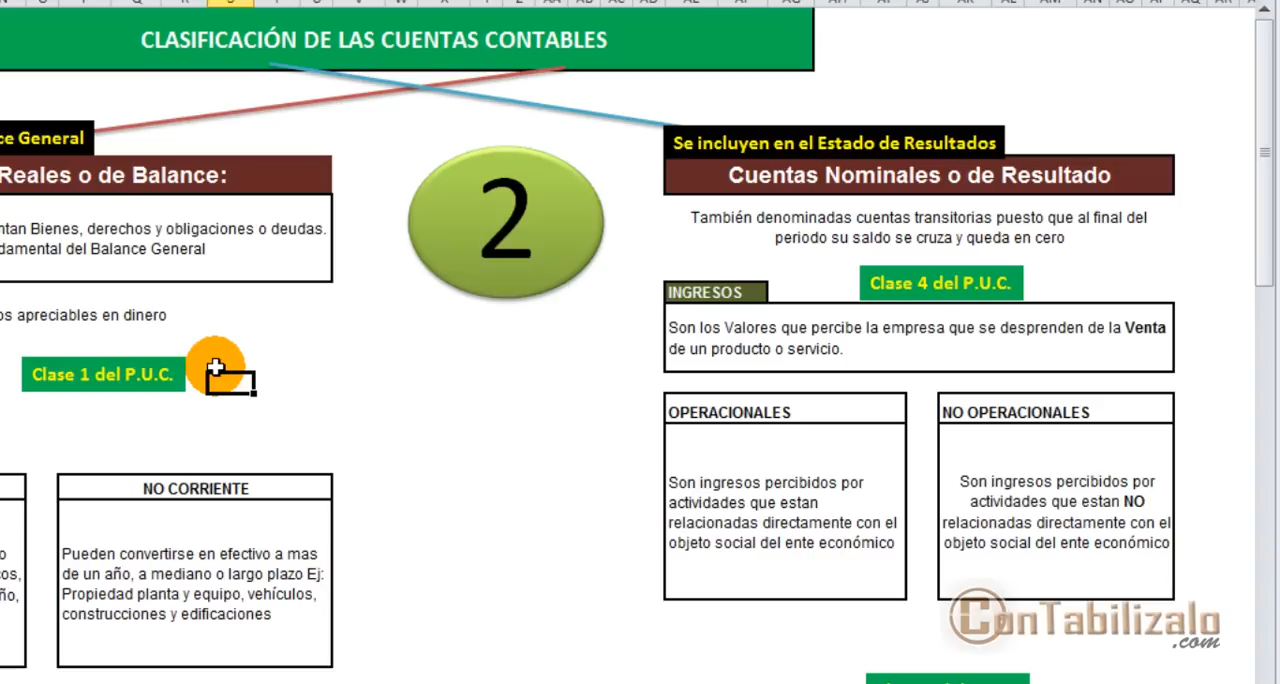 CLASIFICACIÓN DE LAS CUENTAS CONTABLES
General
Reales o de Balance:
Bienes, derechos y obligaciones o deudas.
del Balance General
apreciables en dinero
Clase 1 del P.U.C.
NO CORRIENTE
Pueden convertirse en efectivo a mas
de un año, a mediano o largo plazo Ej:
Propiedad planta y equipo, vehículos,
construcciones y edificaciones
2
Se incluyen en el Estado de Resultados
Cuentas Nominales o de Resultado
También denominadas cuentas transitorias puesto que al final del
periodo su saldo se cruza y queda en cero
Clase 4 del P.U.C.
INGRESOS
Son los Valores que percibe la empresa que se desprenden de la Venta
de un producto o servicio.
OPERACIONALES
Son ingresos percibidos por
actividades que estan
relacionadas directamente con el
objeto social del ente económico
NO OPERACIONALES
Son ingresos percibidos por
actividades que estan NO
relacionadas directamente con el
objeto social del ente económico
ConTabilizalo
.com